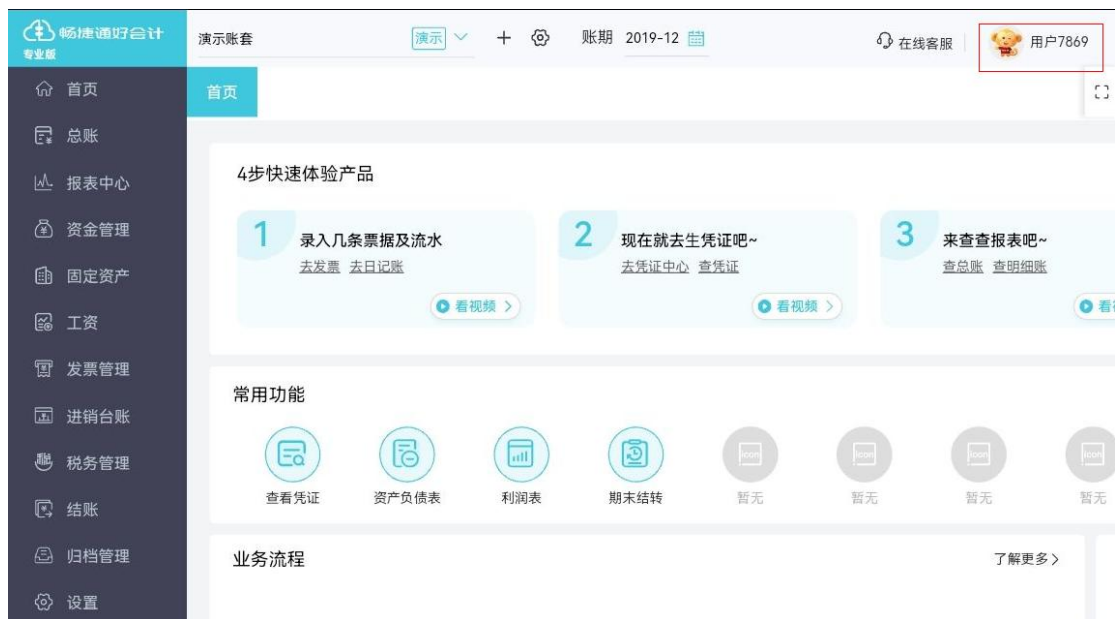 畅捷通好会计
专业版
演示账套 演示 账期 2019-12 在线客服 用户7869
首页
总账
报表中心
资金管理
固定资产
工资
发票管理
进销台账
税务管理
结账
归档管理
设置
首页
4步快速体验产品
1 录入几条票据及流水
去发票 去日记账
看视频
2 现在就去生凭证吧~
去凭证中心 查凭证
看视频
3 来查查报表吧~
查总账 查明细账
看
常用功能
icon icon icon icon
查看凭证 资产负债表 利润表 期末结转 暂无 暂无 暂无 暂无
业务流程 了解更多